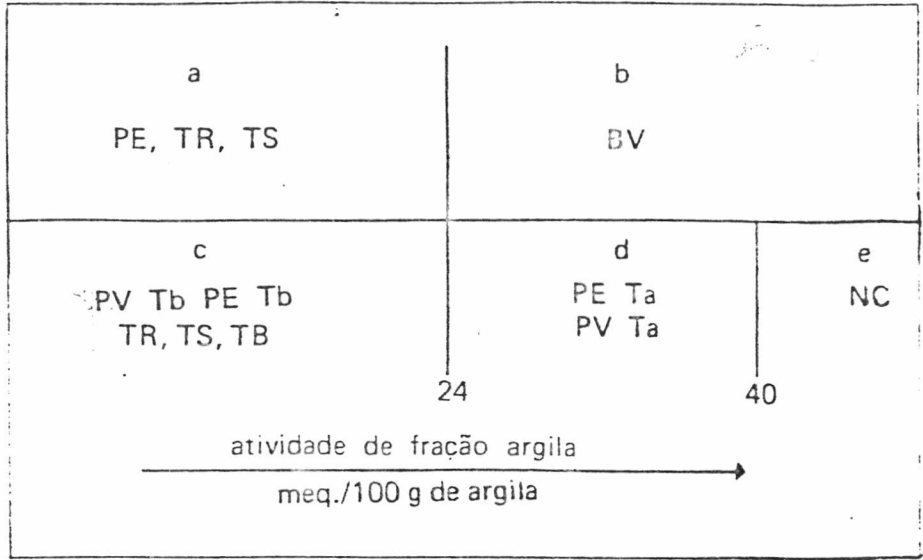 a
b
PE, TR, TS
BV
c
d
e
PV Tb PE Tb
PE Ta
NC
TR, TS, TB
PV Ta
24
40
atividade de fração argila
meq./100 g de argila